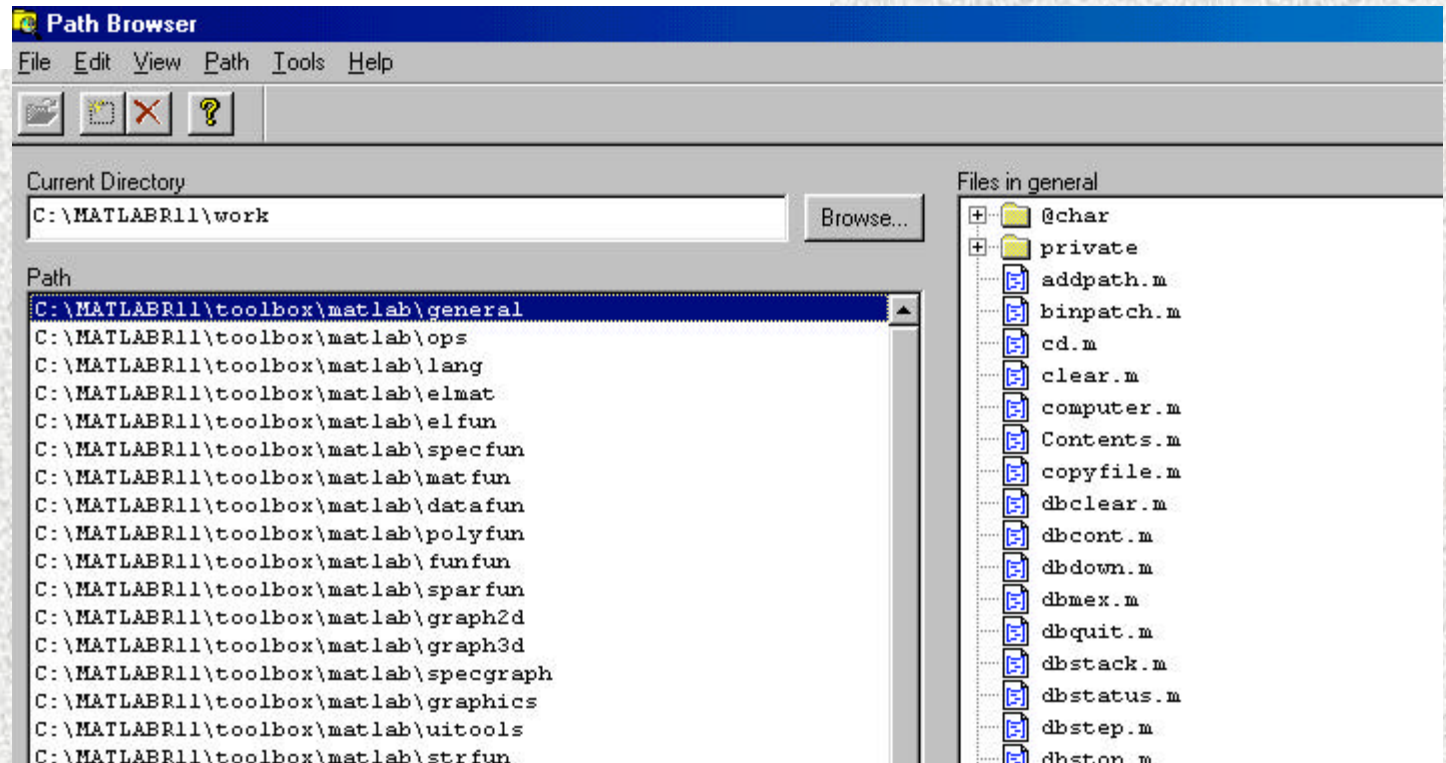 Path Browser
File Edit View Path Tools Help
Current Directory
C:\MATLABR11\work
Browse...
Path
C:\MATLABR11\toolbox\matlab\general
C:\MATLABR11\toolbox\matlab\ops
C:\MATLABR11\toolbox\matlab\lang
C:\MATLABR11\toolbox\matlab\elmat
C:\MATLABR11\toolbox\matlab\elfun
C:\MATLABR11\toolbox\matlab\specfun
C:\MATLABR11\toolbox\matlab\matfun
C:\MATLABR11\toolbox\matlab\datafun
C:\MATLABR11\toolbox\matlab\polyfun
C:\MATLABR11\toolbox\matlab\funfun
C:\MATLABR11\toolbox\matlab\sparfun
C:\MATLABR11\toolbox\matlab\graph2d
C:\MATLABR11\toolbox\matlab\graph3d
C:\MATLABR11\toolbox\matlab\specgraph
C:\MATLABR11\toolbox\matlab\graphics
C:\MATLABR11\toolbox\matlab\uitools
C:\MATLABR11\toolbox\matlab\strfun
Files in general
@char
private
addpath.m
binpatch.m
cd.m
clear.m
computer.m
Contents.m
copyfile.m
dbclear.m
dbcont.m
dbdown.m
dbmex.m
dbquit.m
dbstack.m
dbstatus.m
dbstep.m
dbstop.m